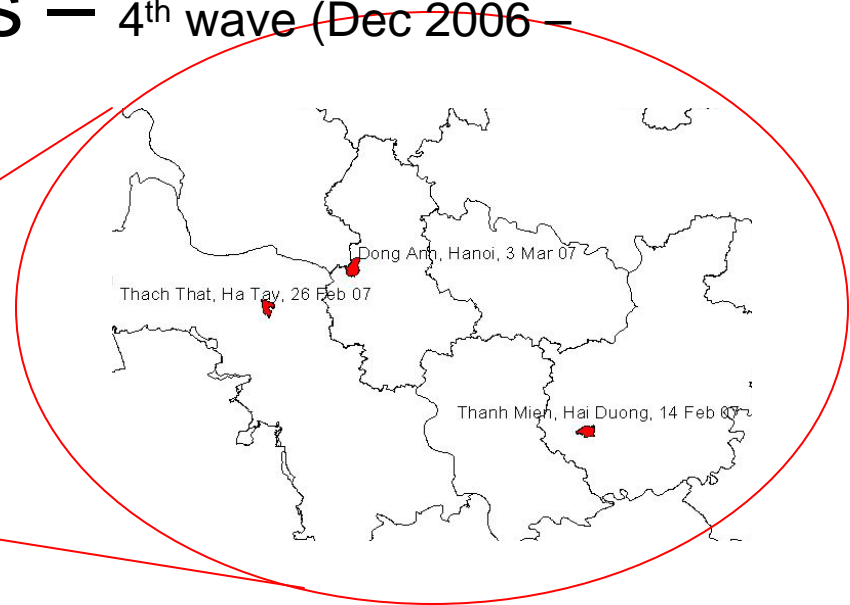 s – 4th wave (Dec 2006 –
Dong Anh, Hanoi, 3 Mar 07
Thach That, Ha Tay, 26 Feb 07
Thanh Mien, Hai Duong, 14 Feb 07